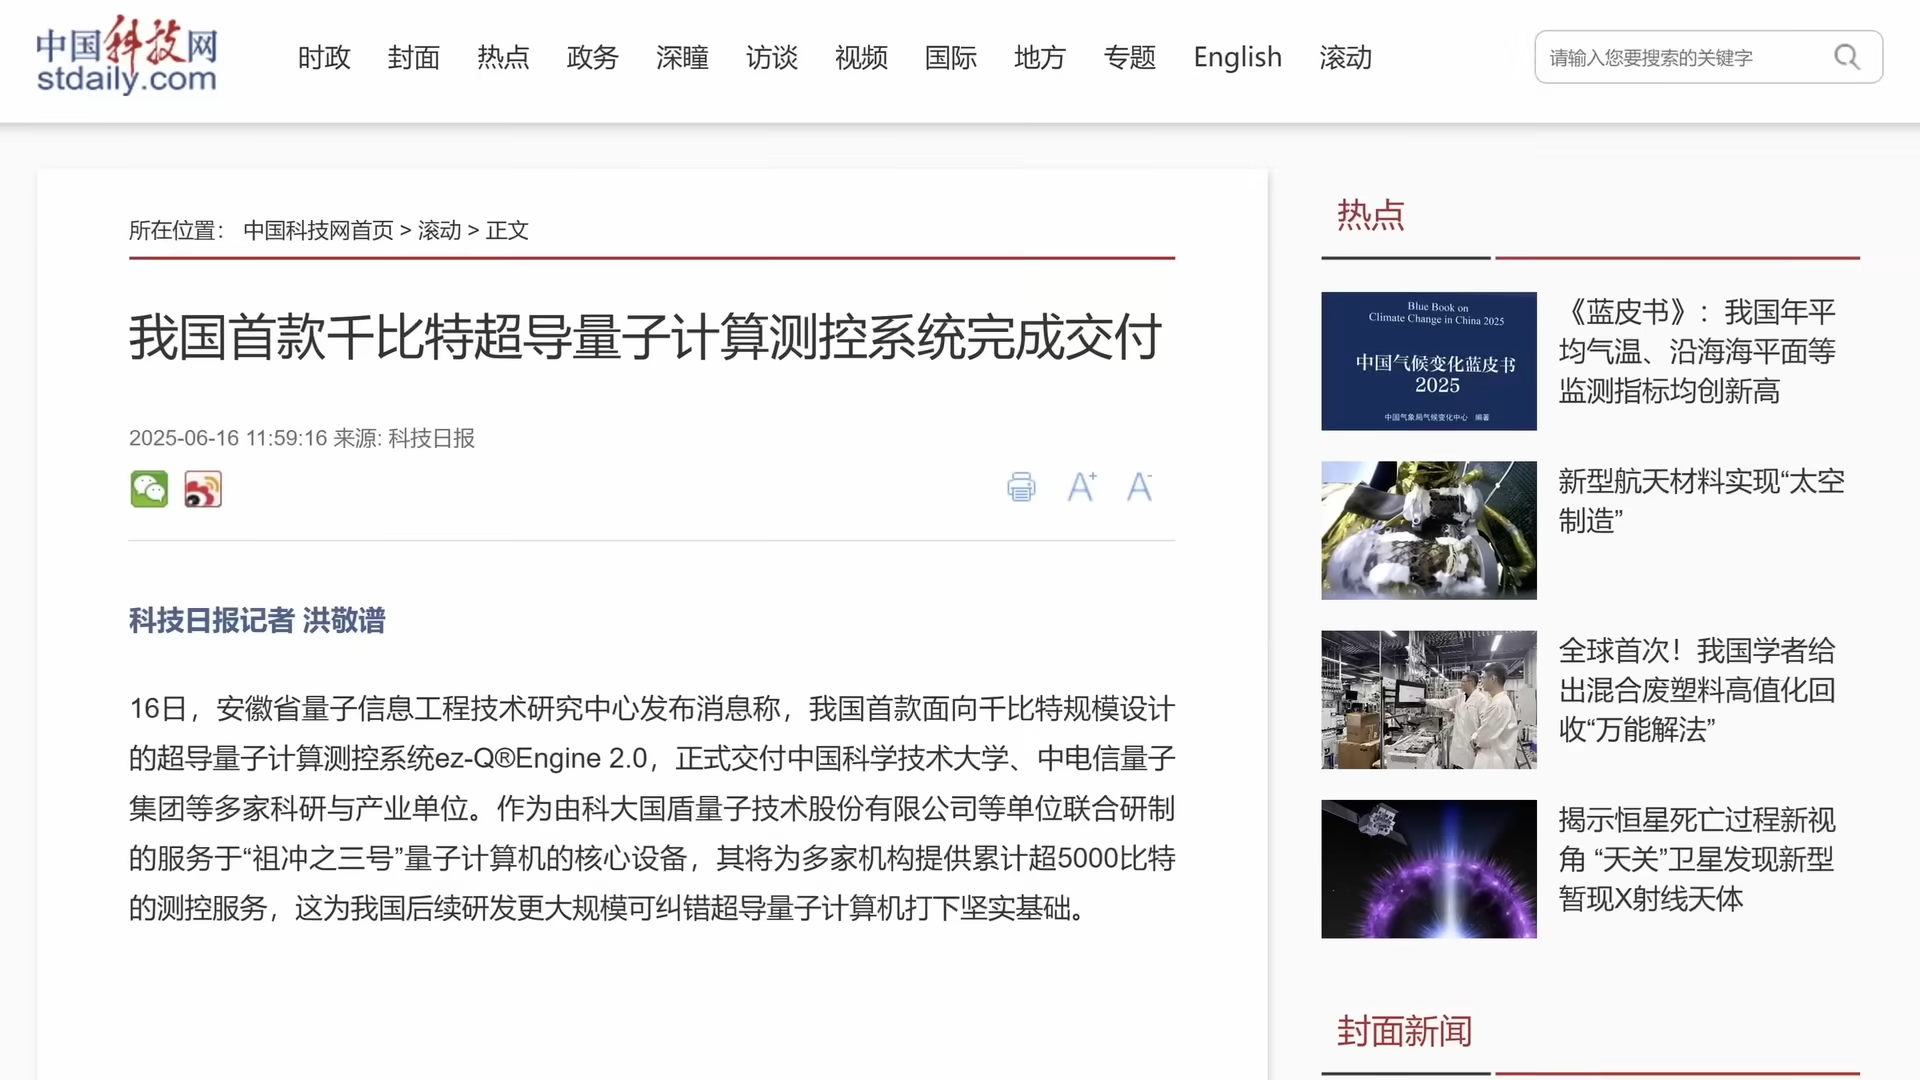 中国科技网
stdaily.com
时政 封面 热点 政务 深瞳 访谈 视频 国际 地方 专题 English 滚动
请输入您要搜索的关键字
所在位置： 中国科技网首页 > 滚动 > 正文
我国首款千比特超导量子计算测控系统完成交付
2025-06-16 11:59:16 来源: 科技日报
A+ A-
科技日报记者 洪敬谱
16日，安徽省量子信息工程技术研究中心发布消息称，我国首款面向千比特规模设计
的超导量子计算测控系统ez-Q®Engine 2.0，正式交付中国科学技术大学、中电信量子
集团等多家科研与产业单位。作为由科大国盾量子技术股份有限公司等单位联合研制
的服务于“祖冲之三号”量子计算机的核心设备，其将为多家机构提供累计超5000比特
的测控服务，这为我国后续研发更大规模可纠错超导量子计算机打下坚实基础。
热点
Blue Book on
Climate Change in China 2025
中国气候变化蓝皮书
2025
中国气象局气候变化中心 编著
《蓝皮书》：我国年平
均气温、沿海海平面等
监测指标均创新高
新型航天材料实现“太空
制造”
全球首次！我国学者给
出混合废塑料高值化回
收“万能解法”
揭示恒星死亡过程新视
角 “天关”卫星发现新型
暂现X射线天体
封面新闻